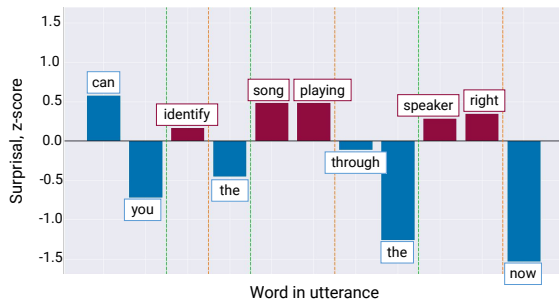 1.5
1.0
0.5
0.0
-0.5
-1.0
-1.5
Surprisal, z-score
can
you
identify
the
song
playing
through
the
speaker
right
now
Word in utterance